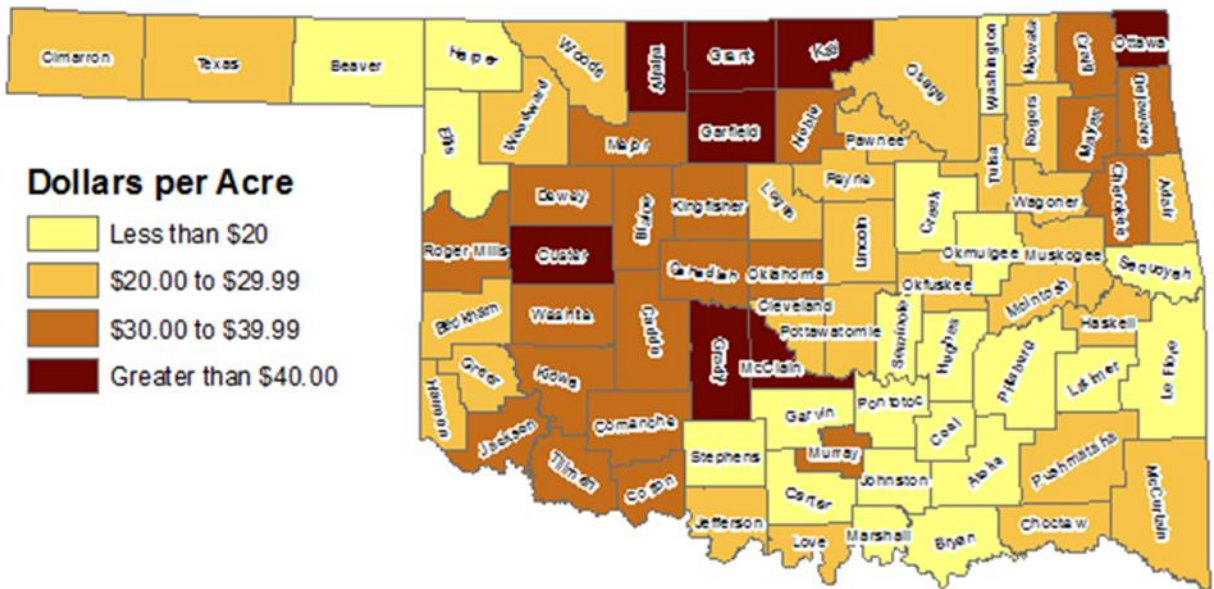 Cimarron
Texas
Beaver
Harper
Woods
Alfalfa
Grant
Kay
Osage
Washington
Nowata
Craig
Ottawa
Ellis
Woodward
Major
Garfield
Noble
Pawnee
Rogers
Mayes
Delaware
Tulsa
Dollars per Acre
Less than $20
$20.00 to $29.99
$30.00 to $39.99
Greater than $40.00
Dewey
Blaine
Kingfisher
Logan
Payne
Creek
Wagoner
Cherokee
Adair
Roger Mills
Custer
Canadian
Oklahoma
Lincoln
Okmulgee
Muskogee
Sequoyah
Okfuskee
McIntosh
Beckham
Washita
Caddo
Cleveland
Pottawatomie
Seminole
Hughes
Haskell
Grady
McClain
Pittsburg
Latimer
Le Flore
Greer
Harmon
Kiowa
Comanche
Garvin
Pontotoc
Coal
Jackson
Tillman
Cotton
Stephens
Murray
Johnston
Atoka
Pushmataha
McCurtain
Carter
Jefferson
Love
Marshall
Bryan
Choctaw